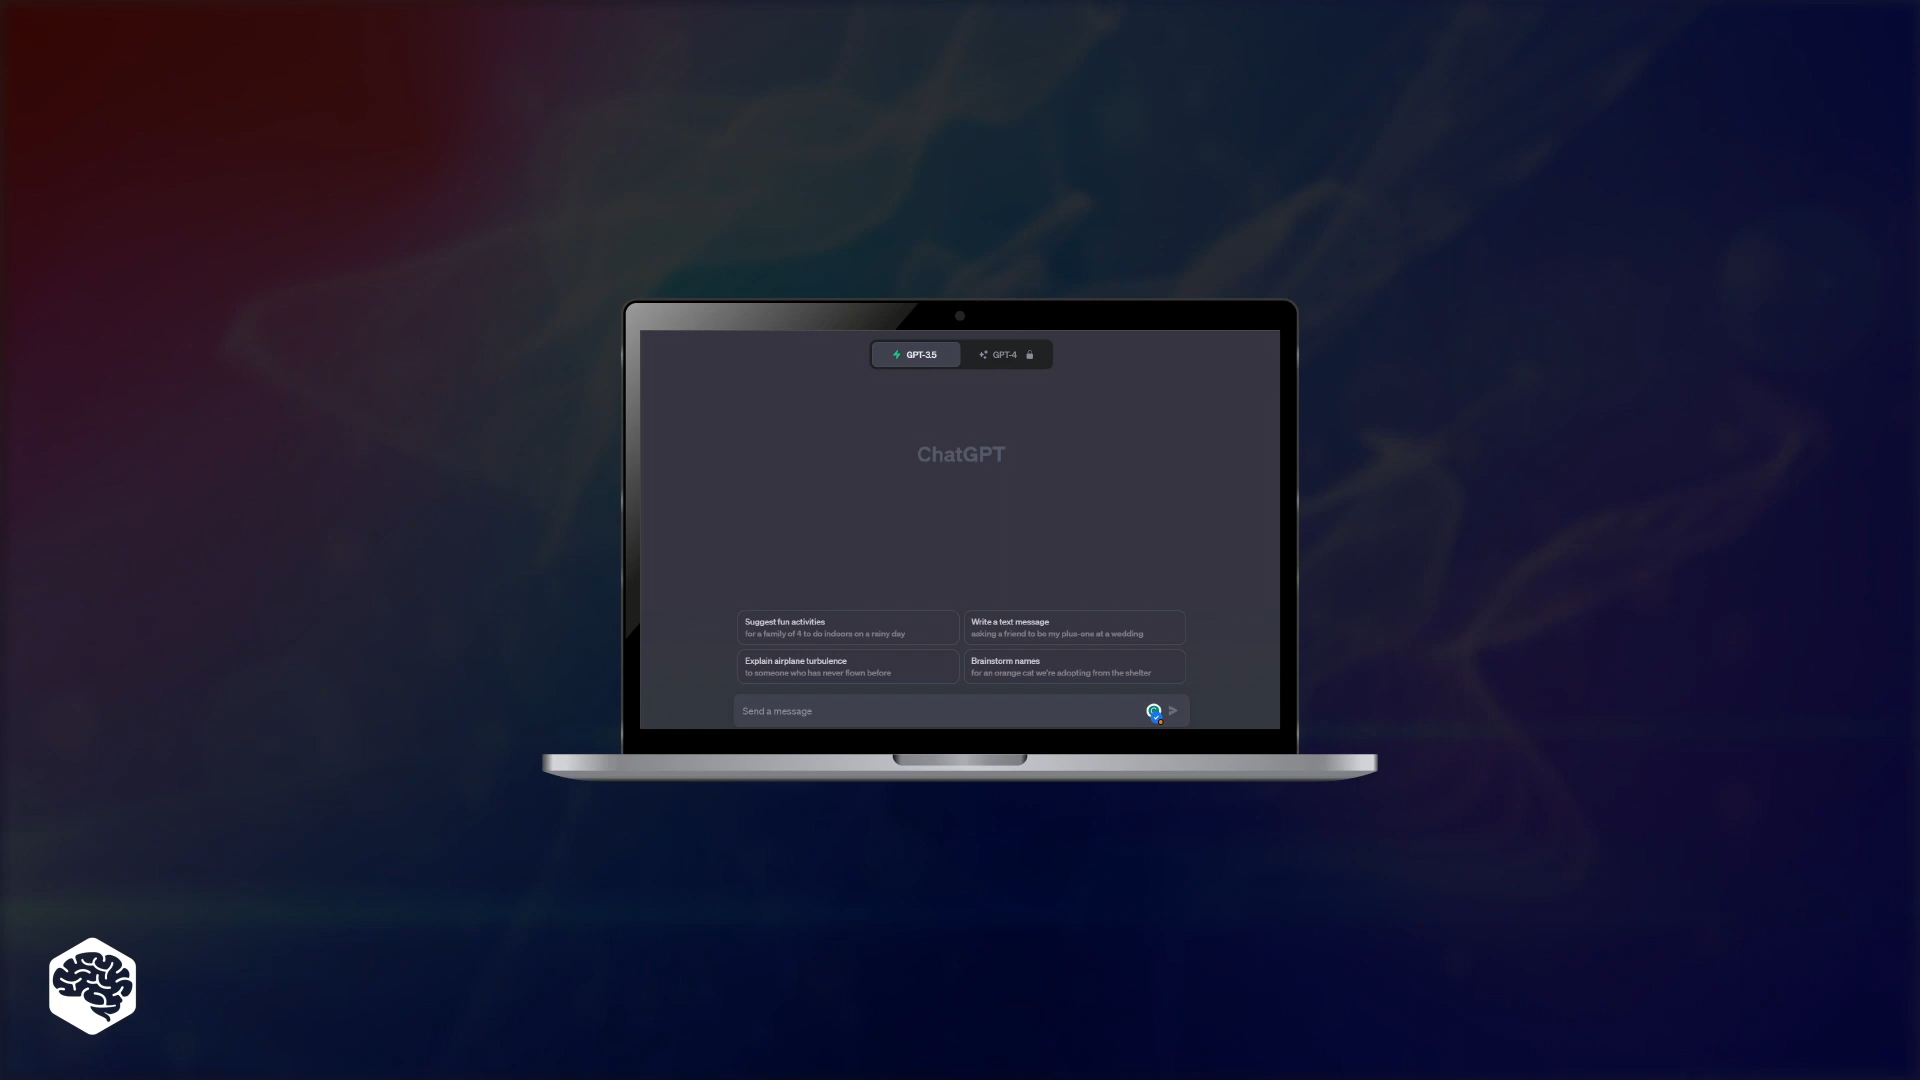 GPT-3.5
GPT-4
ChatGPT
Suggest fun activities
for a family of 4 to do indoors on a rainy day
Write a text message
asking a friend to be my plus-one at a wedding
Explain airplane turbulence
to someone who has never flown before
Brainstorm names
for an orange cat we're adopting from the shelter
Send a message